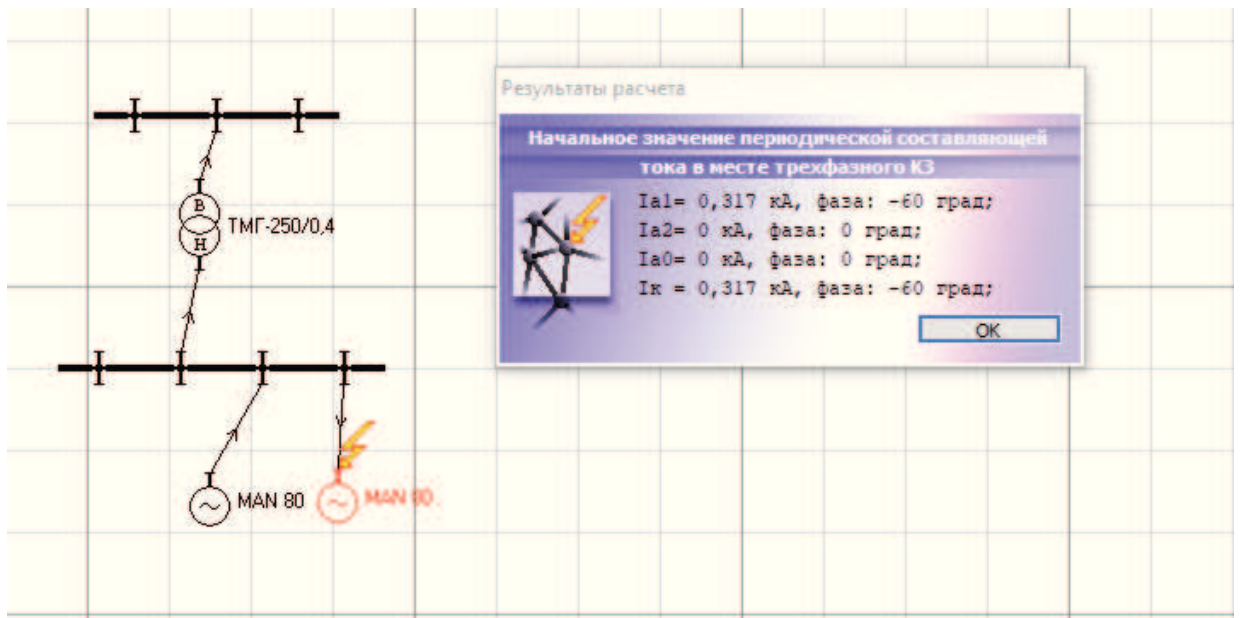 Результаты расчета
Начальное значение периодической составляющей
тока в месте трехфазного КЗ
Ia1= 0,317 кА, фаза: -60 град;
Ia2= 0 кА, фаза: 0 град;
Ia0= 0 кА, фаза: 0 град;
Iк = 0,317 кА, фаза: -60 град;
OK
В
Н
ТМГ-250/0,4
MAN 80
MAN